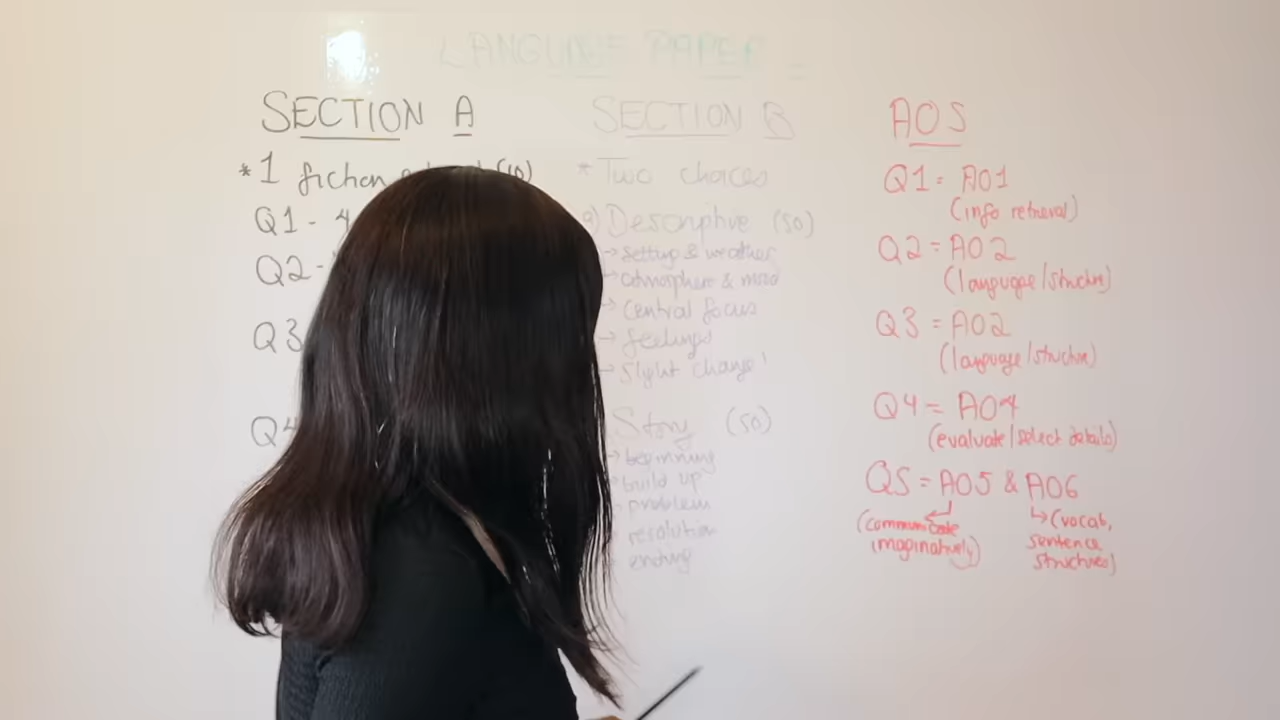 LANGUAGE PAPER
SECTION A
* 1 fiction (10)
Q1 - 4
Q2 -
Q3
Q4
SECTION B
* Two choices
a) Descriptive (50)
→ setting & weather
→ atmosphere & mood
→ central focus
→ feelings
→ slight change!
Story (50)
→ beginning
→ build up
→ problem
resolution
ending
AOS
Q1 = AO1
(info retrieval)
Q2 = AO2
(language/structure)
Q3 = AO2
(language/structure)
Q4 = AO4
(evaluate/select details)
Q5 = AO5 & AO6
(communicate imaginatively)
↳ (vocab, sentence structures)